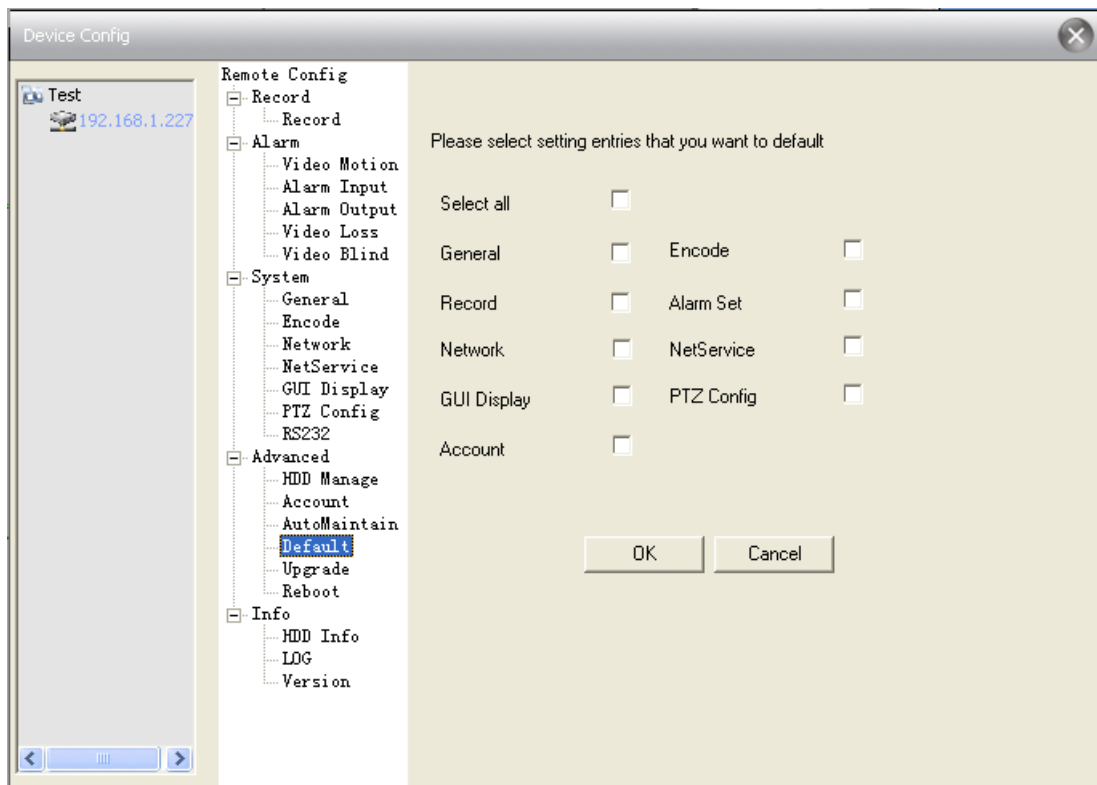 Device Config
Test
192.168.1.227
Remote Config
Record
Record
Alarm
Video Motion
Alarm Input
Alarm Output
Video Loss
Video Blind
System
General
Encode
Network
NetService
GUI Display
PTZ Config
RS232
Advanced
HDD Manage
Account
AutoMaintain
Default
Upgrade
Reboot
Info
HDD Info
LOG
Version
Please select setting entries that you want to default
Select all
General Encode
Record Alarm Set
Network NetService
GUI Display PTZ Config
Account
OK Cancel